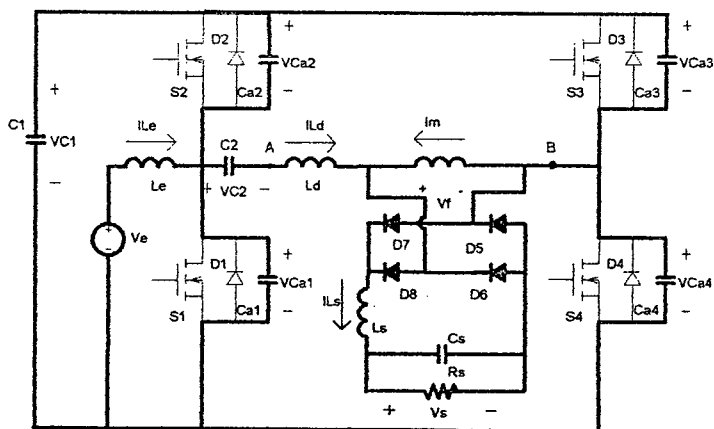 D2 + D3 +
VCa2 VCa3
S2 Ca2 - S3 Ca3 -
+
C1 VC1
-
ILe ILd Im
C2 A B
Le + VC2 - Ld + Vf -
Ve
D7 D5
D1 + D4 +
VCa1 VCa4
S1 Ca1 - S4 Ca4 -
D8 D6
ILs Ls
Cs
Rs
+ Vs -